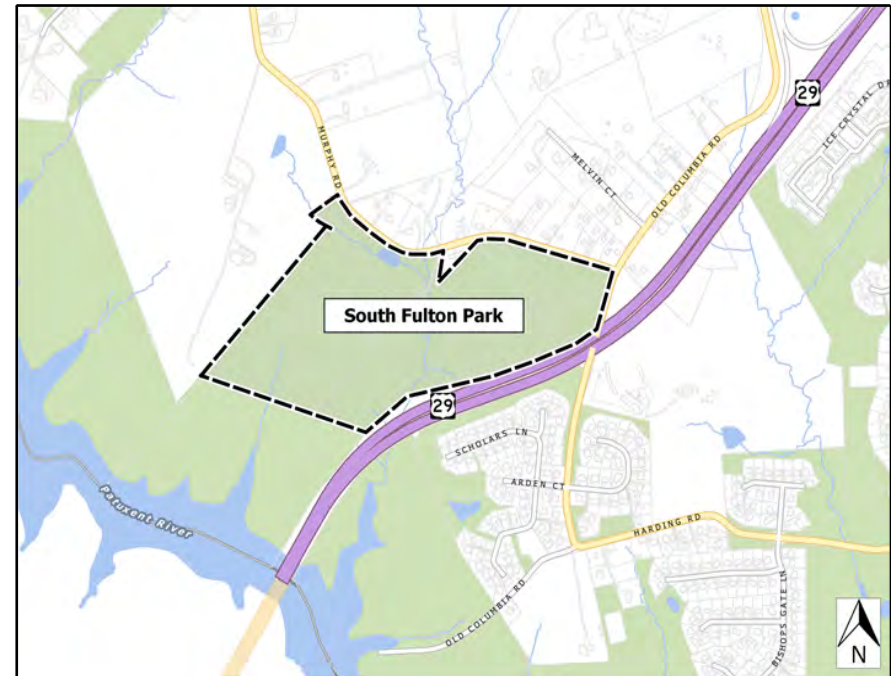 29
ICE CRYSTAL DR
MURPHY RD
MELVIN CT
OLD COLUMBIA RD
South Fulton Park
29
SCHOLARS LN
ARDEN CT
Patuxent River
HARDING RD
OLD COLUMBIA RD
BISHOPS GATE LN
N